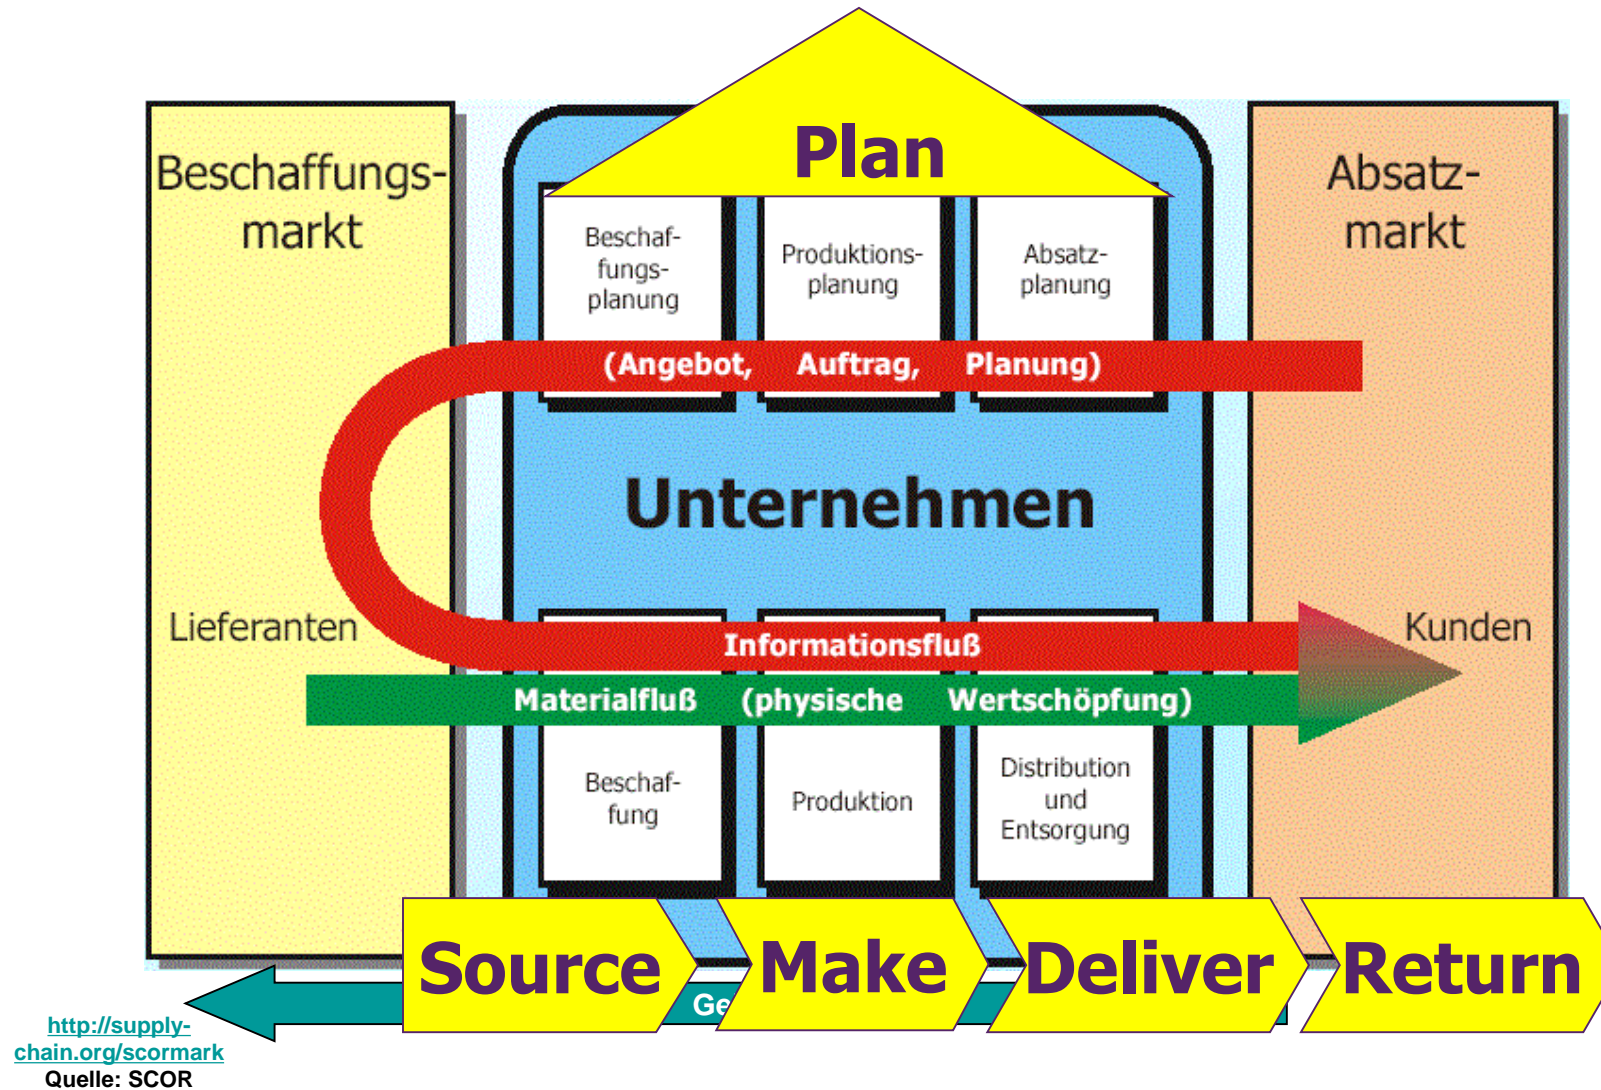 Plan
Beschaffungs-
markt
Absatz-
markt
Beschaf-
fungs-
planung
Produktions-
planung
Absatz-
planung
(Angebot, Auftrag, Planung)
Unternehmen
Lieferanten
Kunden
Informationsfluß
Materialfluß (physische Wertschöpfung)
Beschaf-
fung
Produktion
Distribution
und
Entsorgung
Source Make Deliver Return
http://supply-
chain.org/scormark
Quelle: SCOR